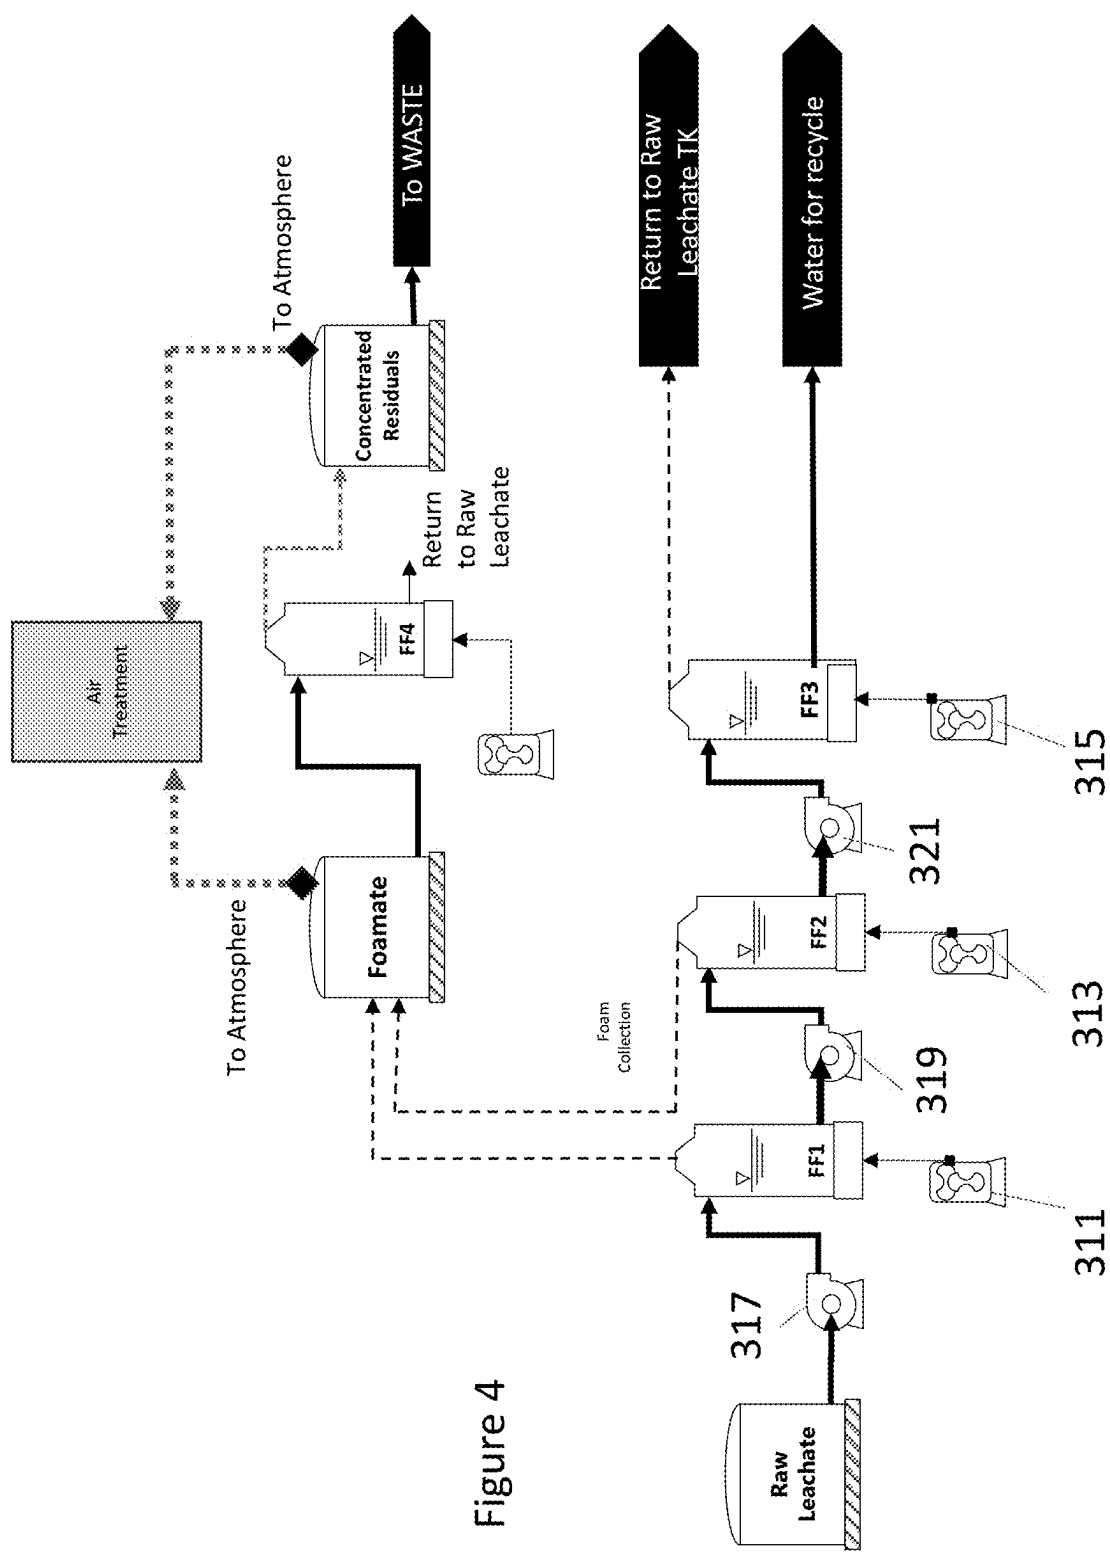 Air
Treatment
To Atmosphere
To Atmosphere
Foamate
FF4
Return
to Raw
Leachate
Concentrated
Residuals
To WASTE
Foam
Collection
Raw
Leachate
317
FF1
311
319
FF2
313
321
FF3
315
Return to Raw
Leachate TK
Water for recycle
Figure 4